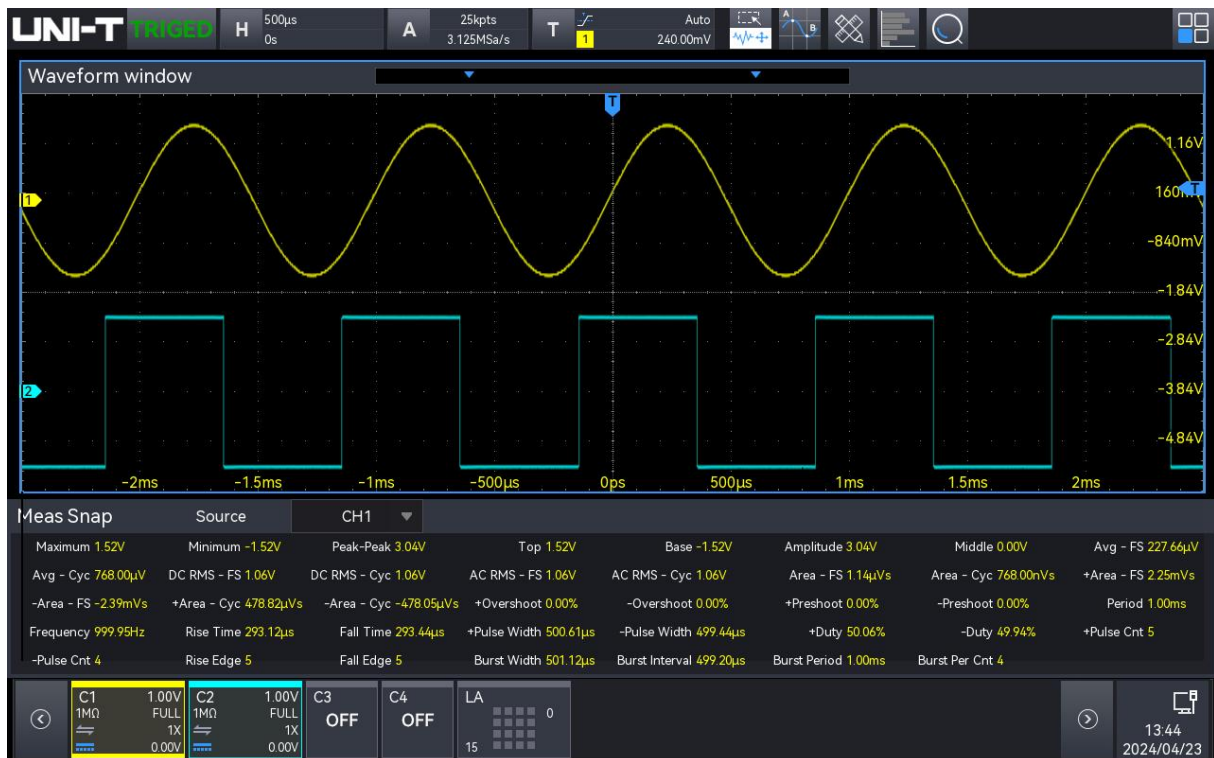 UNI-T TRIGED H 500μs 0s A 25kpts 3.125MSa/s T 1 Auto 240.00mV A B
Waveform window
T
1.16V
1 160m T
-840mV
-1.84V
-2.84V
2 -3.84V
-4.84V
-2ms -1.5ms -1ms -500μs 0ps 500μs 1ms 1.5ms 2ms
Meas Snap Source CH1
Maximum 1.52V Minimum -1.52V Peak-Peak 3.04V Top 1.52V Base -1.52V Amplitude 3.04V Middle 0.00V Avg - FS 227.66μV
Avg - Cyc 768.00μV DC RMS - FS 1.06V DC RMS - Cyc 1.06V AC RMS - FS 1.06V AC RMS - Cyc 1.06V Area - FS 1.14μVs Area - Cyc 768.00nVs +Area - FS 2.25mVs
-Area - FS -2.39mVs +Area - Cyc 478.82μVs -Area - Cyc -478.05μVs +Overshoot 0.00% -Overshoot 0.00% +Preshoot 0.00% -Preshoot 0.00% Period 1.00ms
Frequency 999.95Hz Rise Time 293.12μs Fall Time 293.44μs +Pulse Width 500.61μs -Pulse Width 499.44μs +Duty 50.06% -Duty 49.94% +Pulse Cnt 5
-Pulse Cnt 4 Rise Edge 5 Fall Edge 5 Burst Width 501.12μs Burst Interval 499.20μs Burst Period 1.00ms Burst Per Cnt 4
C1 1.00V C2 1.00V C3 C4 LA
1MΩ FULL 1MΩ FULL OFF OFF 0
1X 1X 13:44
0.00V 0.00V 15 2024/04/23